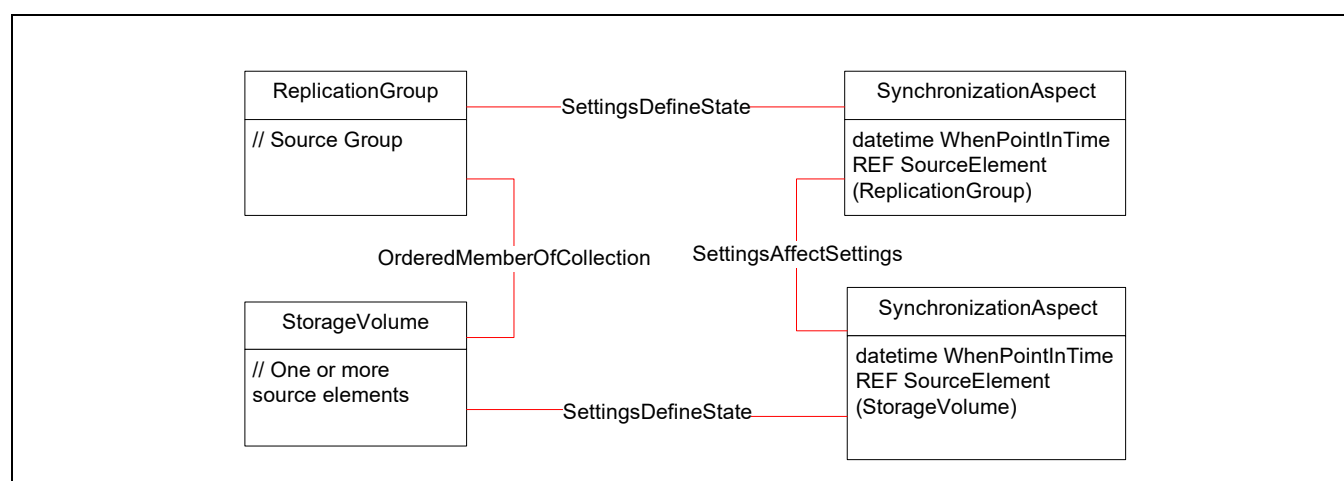 ReplicationGroup
// Source Group
SettingsDefineState
SynchronizationAspect
datetime WhenPointInTime
REF SourceElement
(ReplicationGroup)
OrderedMemberOfCollection
SettingsAffectSettings
StorageVolume
// One or more
source elements
SettingsDefineState
SynchronizationAspect
datetime WhenPointInTime
REF SourceElement
(StorageVolume)